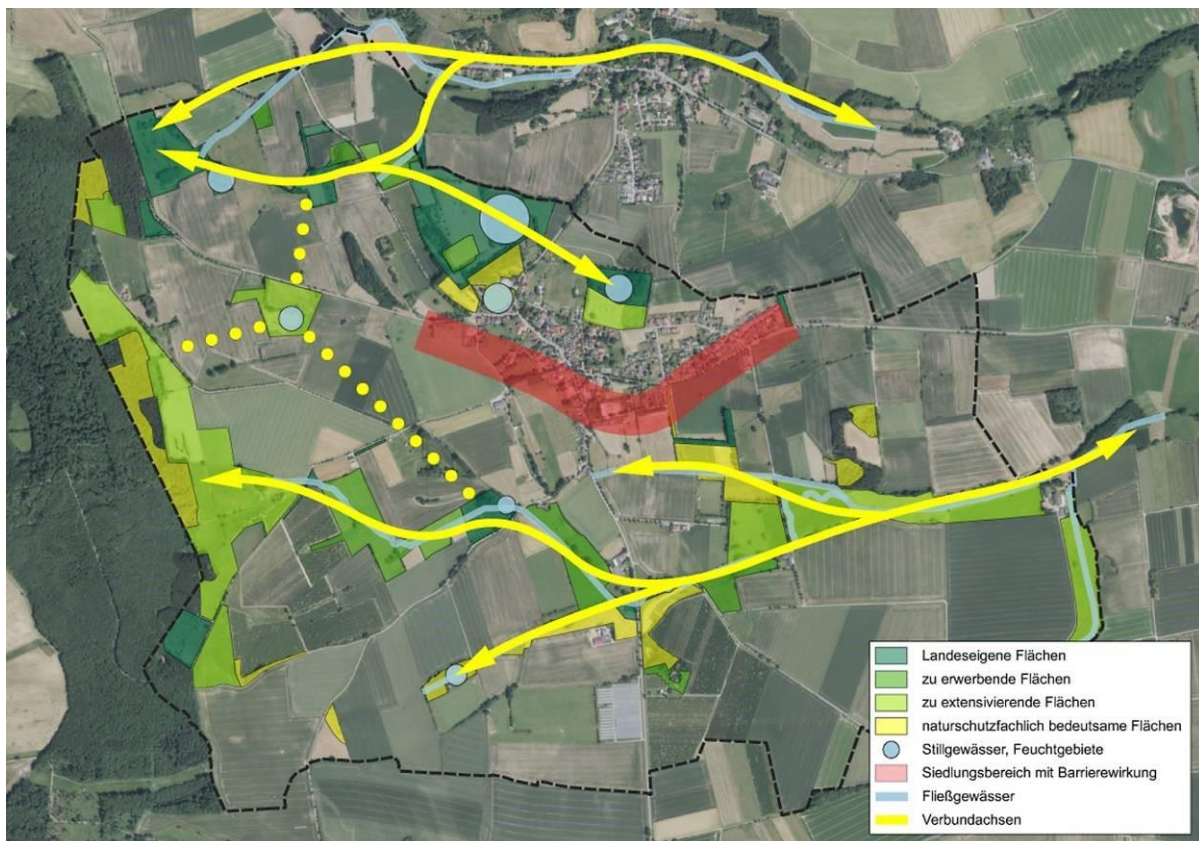 Landeseigene Flächen
zu erwerbende Flächen
zu extensivierende Flächen
naturschutzfachlich bedeutsame Flächen
Stillgewässer, Feuchtgebiete
Siedlungsbereich mit Barrierewirkung
Fließgewässer
Verbundachsen